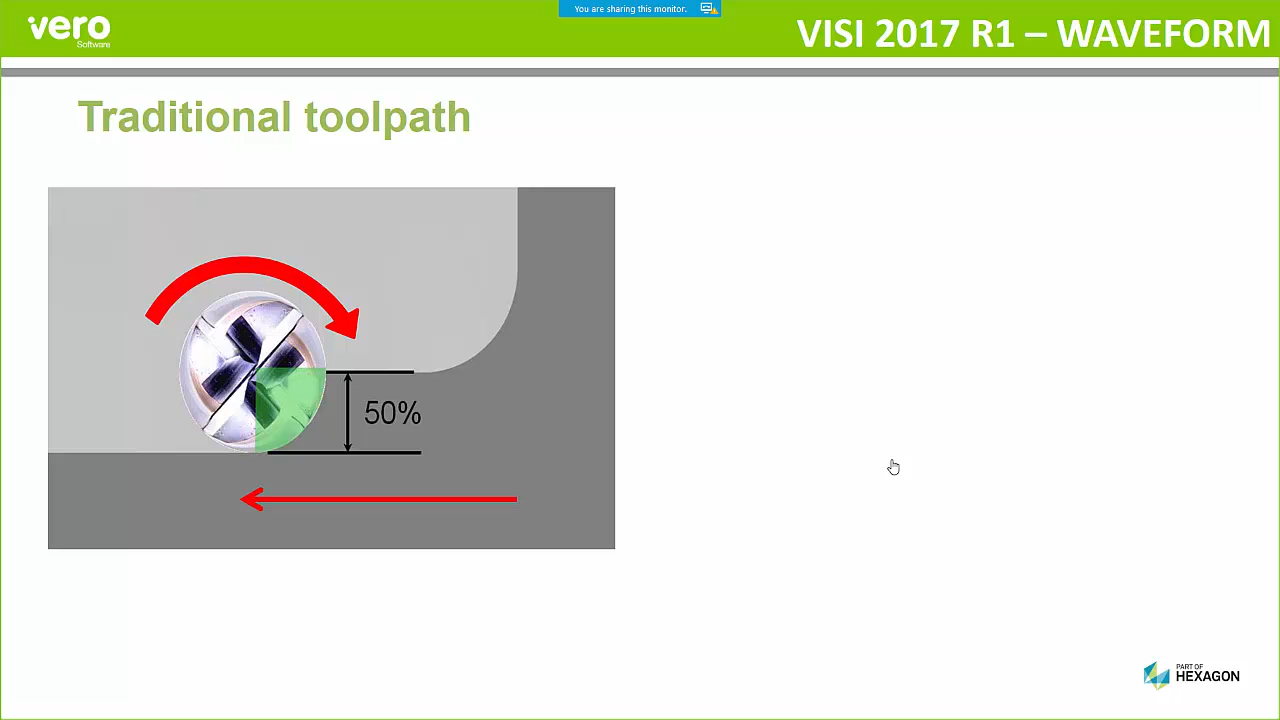 You are sharing this monitor.
vero
Software
VISI 2017 R1 – WAVEFORM
Traditional toolpath
50%
PART OF
HEXAGON